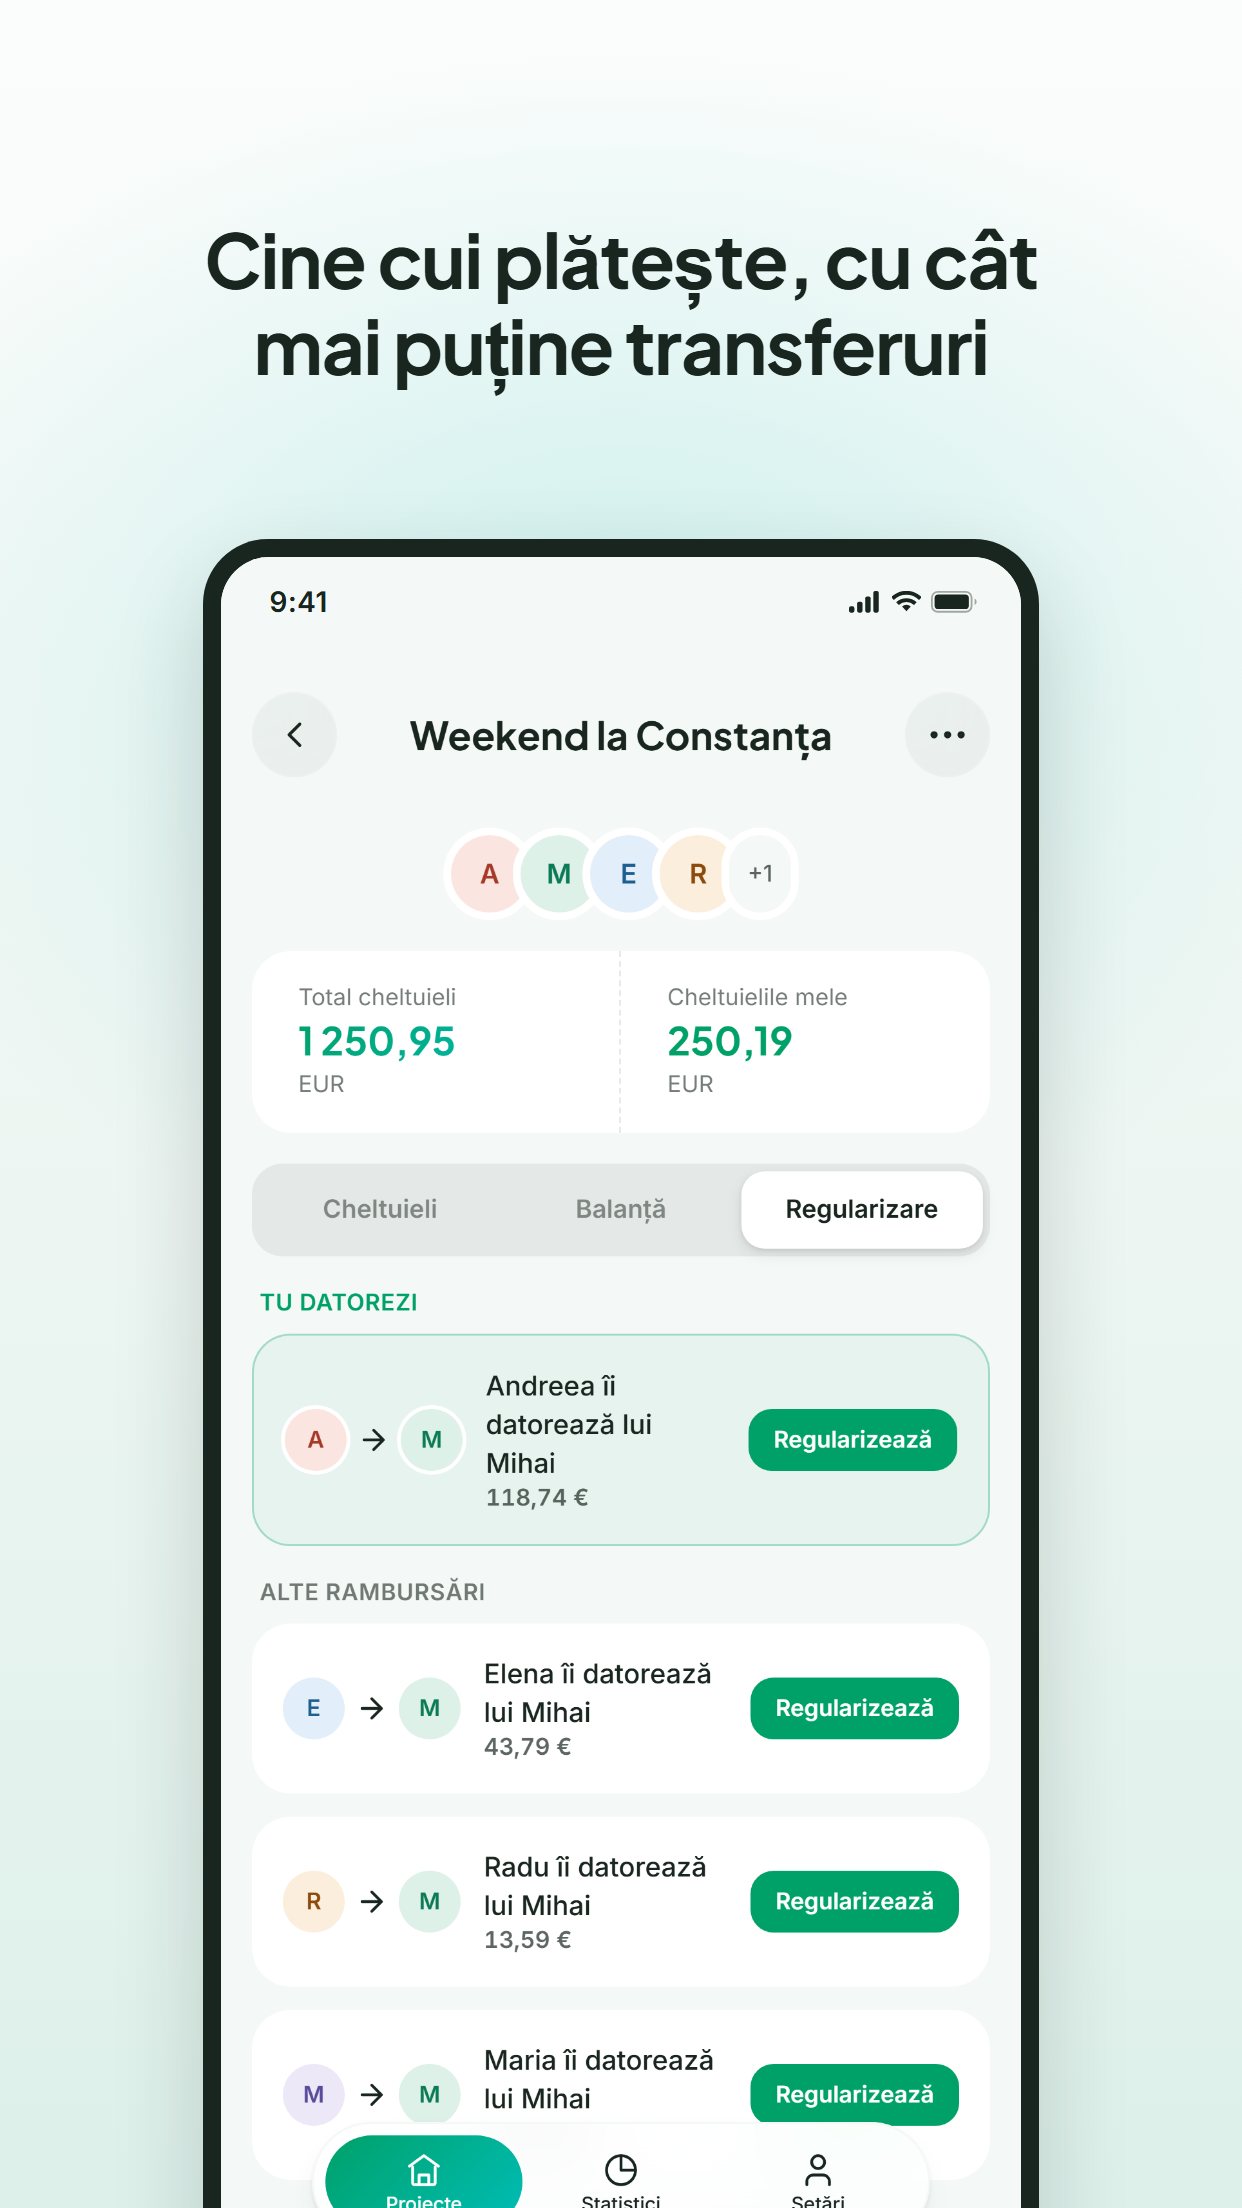 Cine cui plătește, cu cât
mai puține transferuri
9:41
Weekend la Constanța
A M E R +1
Total cheltuieli
1 250,95
EUR
Cheltuielile mele
250,19
EUR
Cheltuieli Balanță Regularizare
TU DATOREZI
A → M
Andreea îi
datorează lui
Mihai
118,74 €
Regularizează
ALTE RAMBURSĂRI
E → M
Elena îi datorează
lui Mihai
43,79 €
Regularizează
R → M
Radu îi datorează
lui Mihai
13,59 €
Regularizează
M → M
Maria îi datorează
lui Mihai
Regularizează
Proiecte Statistici Setări